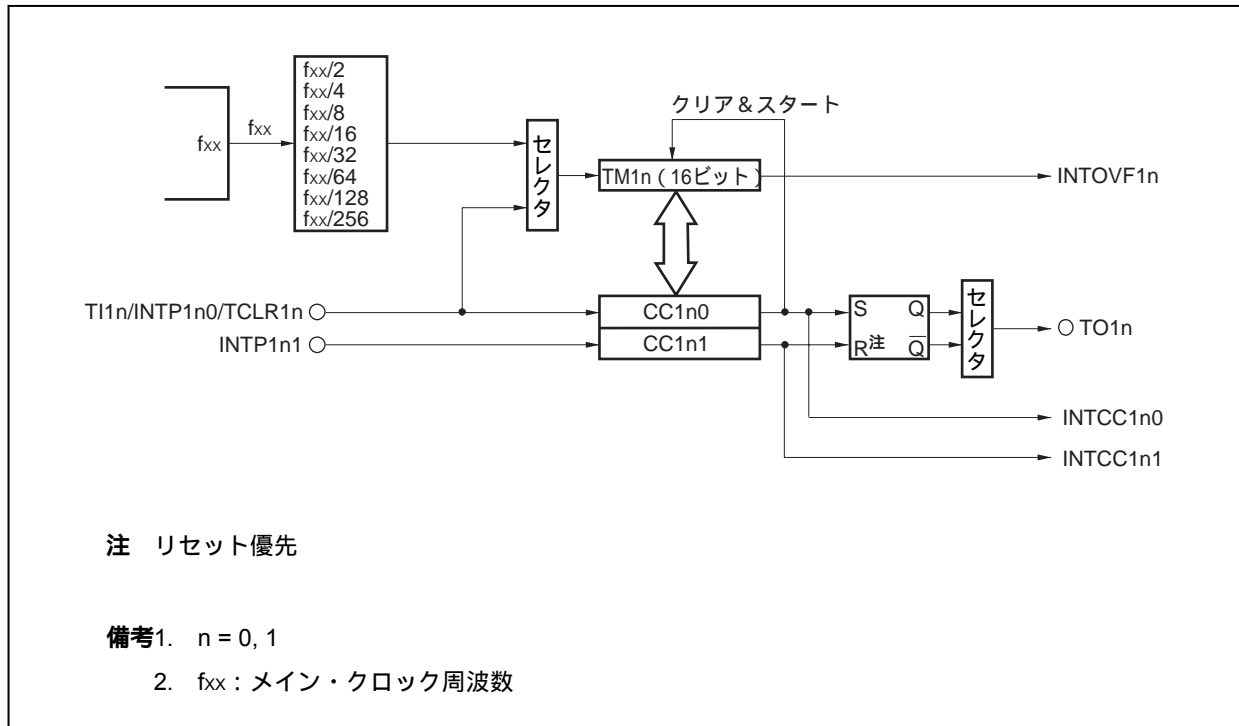 fxx
fxx
fxx/2
fxx/4
fxx/8
fxx/16
fxx/32
fxx/64
fxx/128
fxx/256
セレクタ
クリア＆スタート
TM1n（16ビット）
INTOVF1n
TI1n/INTP1n0/TCLR1n
INTP1n1
CC1n0
CC1n1
S Q
R注 Q̅
セレクタ
TO1n
INTCC1n0
INTCC1n1
注 リセット優先
備考1. n = 0, 1
2. fxx：メイン・クロック周波数